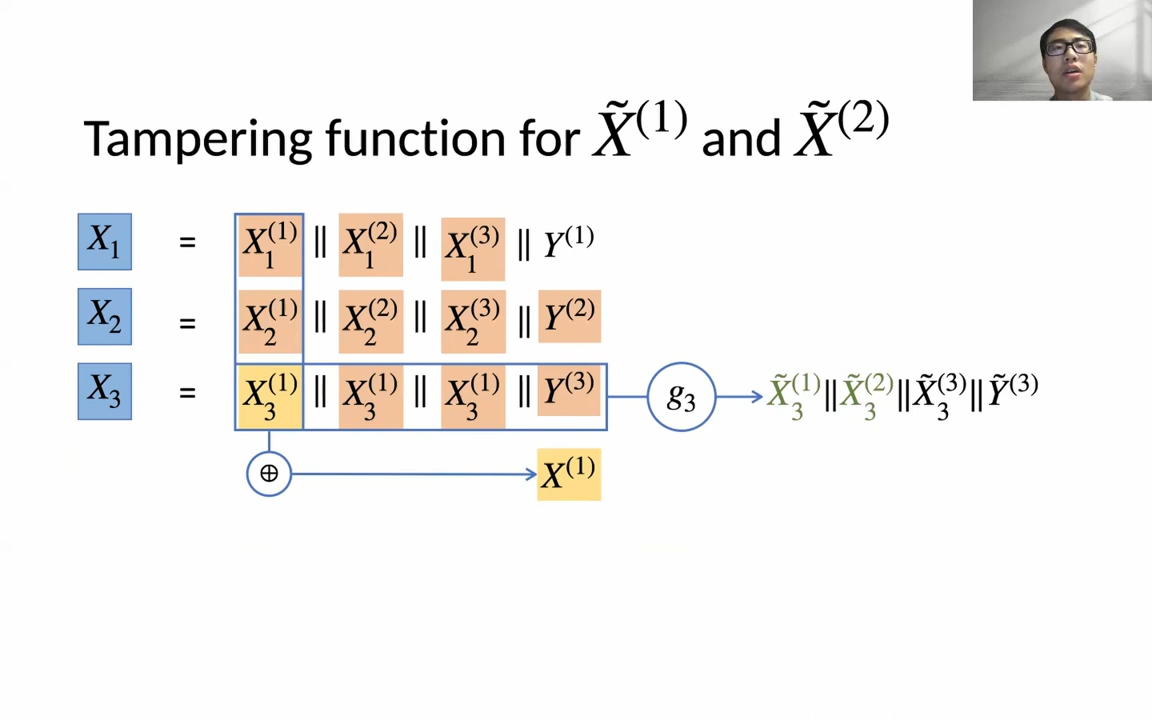 Tampering function for X̃⁽¹⁾ and X̃⁽²⁾
X₁ = X₁⁽¹⁾ || X₁⁽²⁾ || X₁⁽³⁾ || Y⁽¹⁾
X₂ = X₂⁽¹⁾ || X₂⁽²⁾ || X₂⁽³⁾ || Y⁽²⁾
X₃ = X₃⁽¹⁾ || X₃⁽¹⁾ || X₃⁽¹⁾ || Y⁽³⁾ g₃ X̃₃⁽¹⁾||X̃₃⁽²⁾||X̃₃⁽³⁾||Ỹ⁽³⁾
⊕ X⁽¹⁾